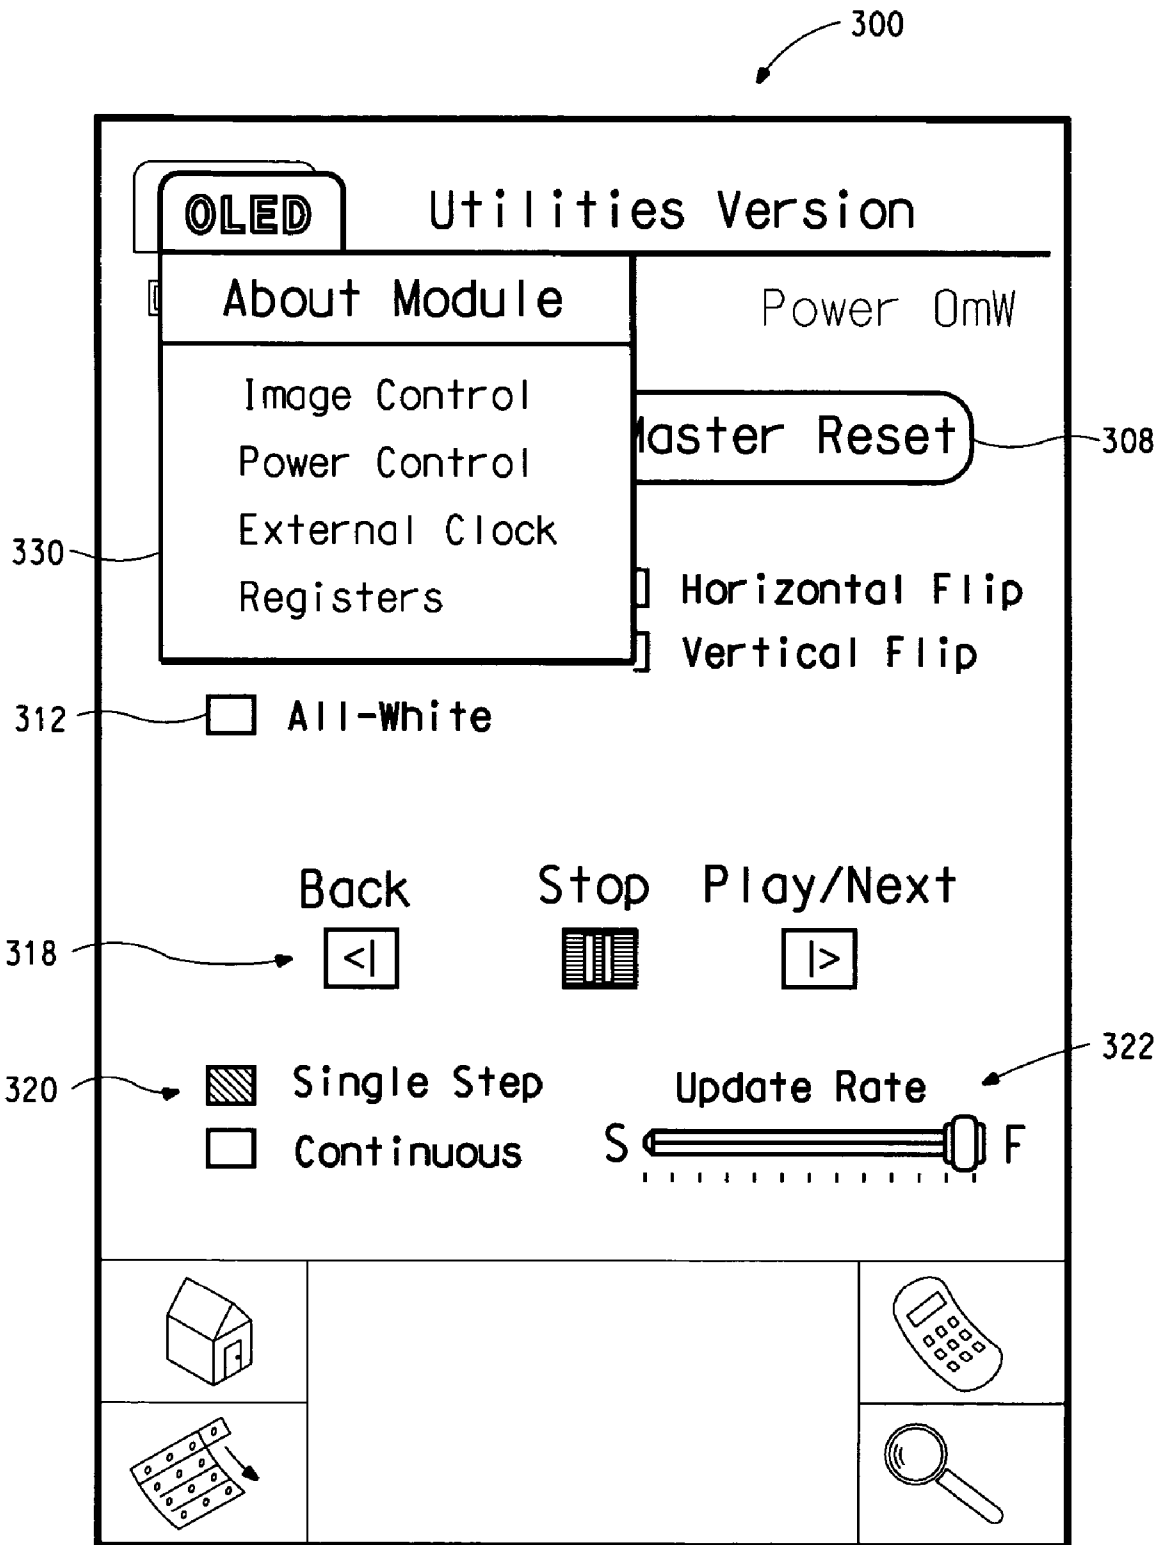 300
OLED Utilities Version
About Module Power 0mW
Image Control
Master Reset 308
Power Control
External Clock
330
Registers Horizontal Flip
Vertical Flip
312 All-White
Back Stop Play/Next
318 <| |>
322
320 Single Step Update Rate
Continuous S F